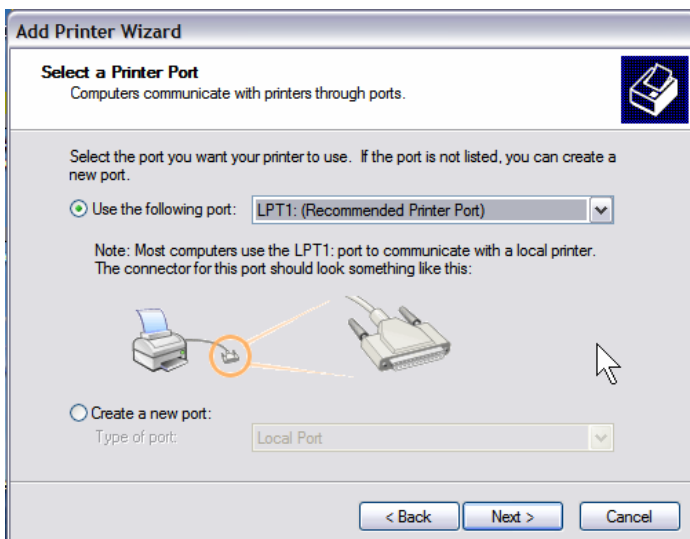 Add Printer Wizard
Select a Printer Port
Computers communicate with printers through ports.
Select the port you want your printer to use.  If the port is not listed, you can create a
new port.
Use the following port: LPT1: (Recommended Printer Port)
Note: Most computers use the LPT1: port to communicate with a local printer.
The connector for this port should look something like this:
Create a new port:
Type of port: Local Port
< Back Next > Cancel